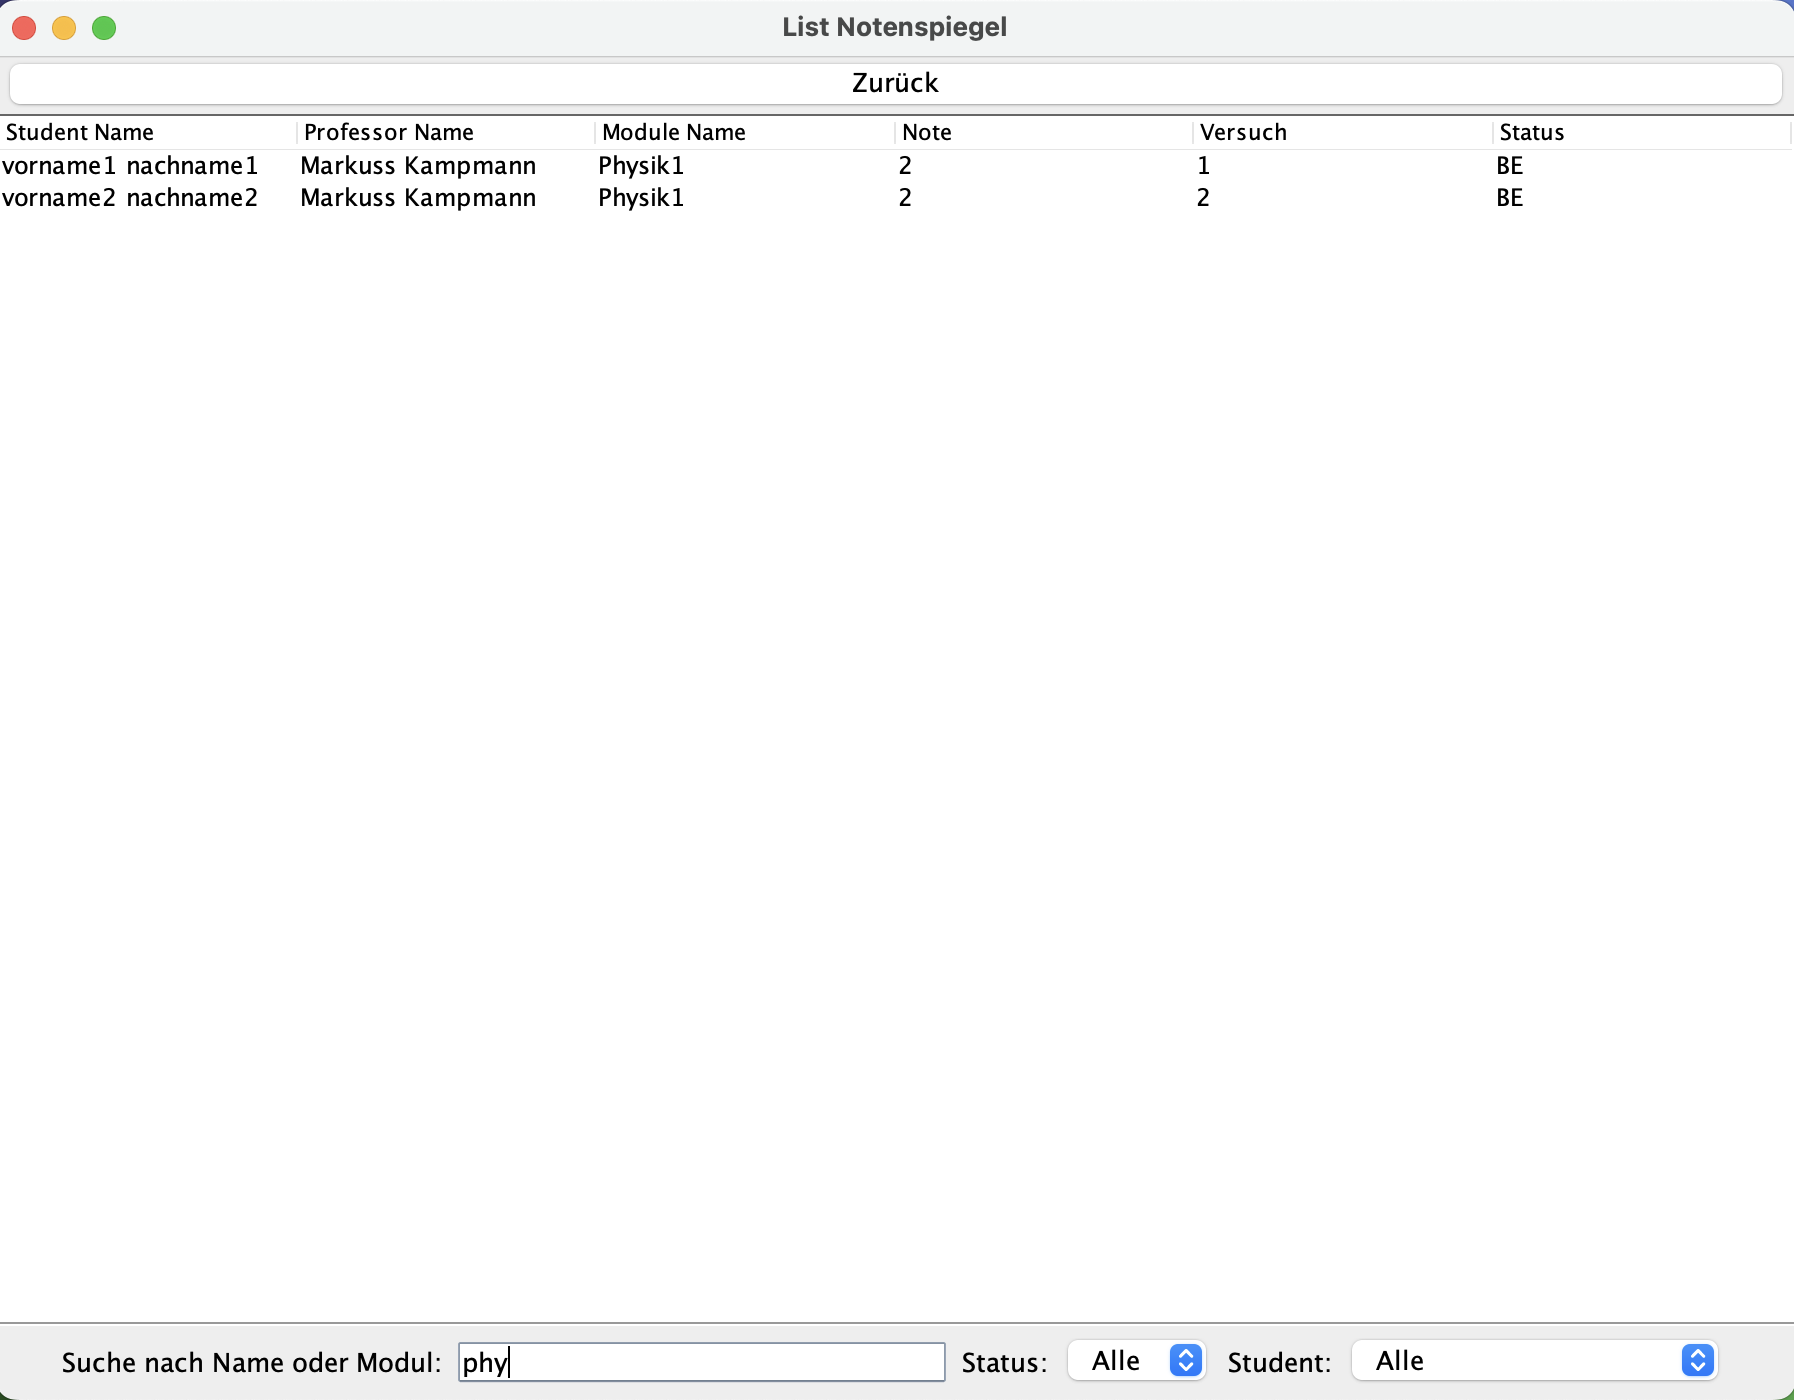 List Notenspiegel
Zurück
Student Name Professor Name Module Name Note Versuch Status
vorname1 nachname1 Markuss Kampmann Physik1 2 1 BE
vorname2 nachname2 Markuss Kampmann Physik1 2 2 BE
Suche nach Name oder Modul: phy Status: Alle Student: Alle